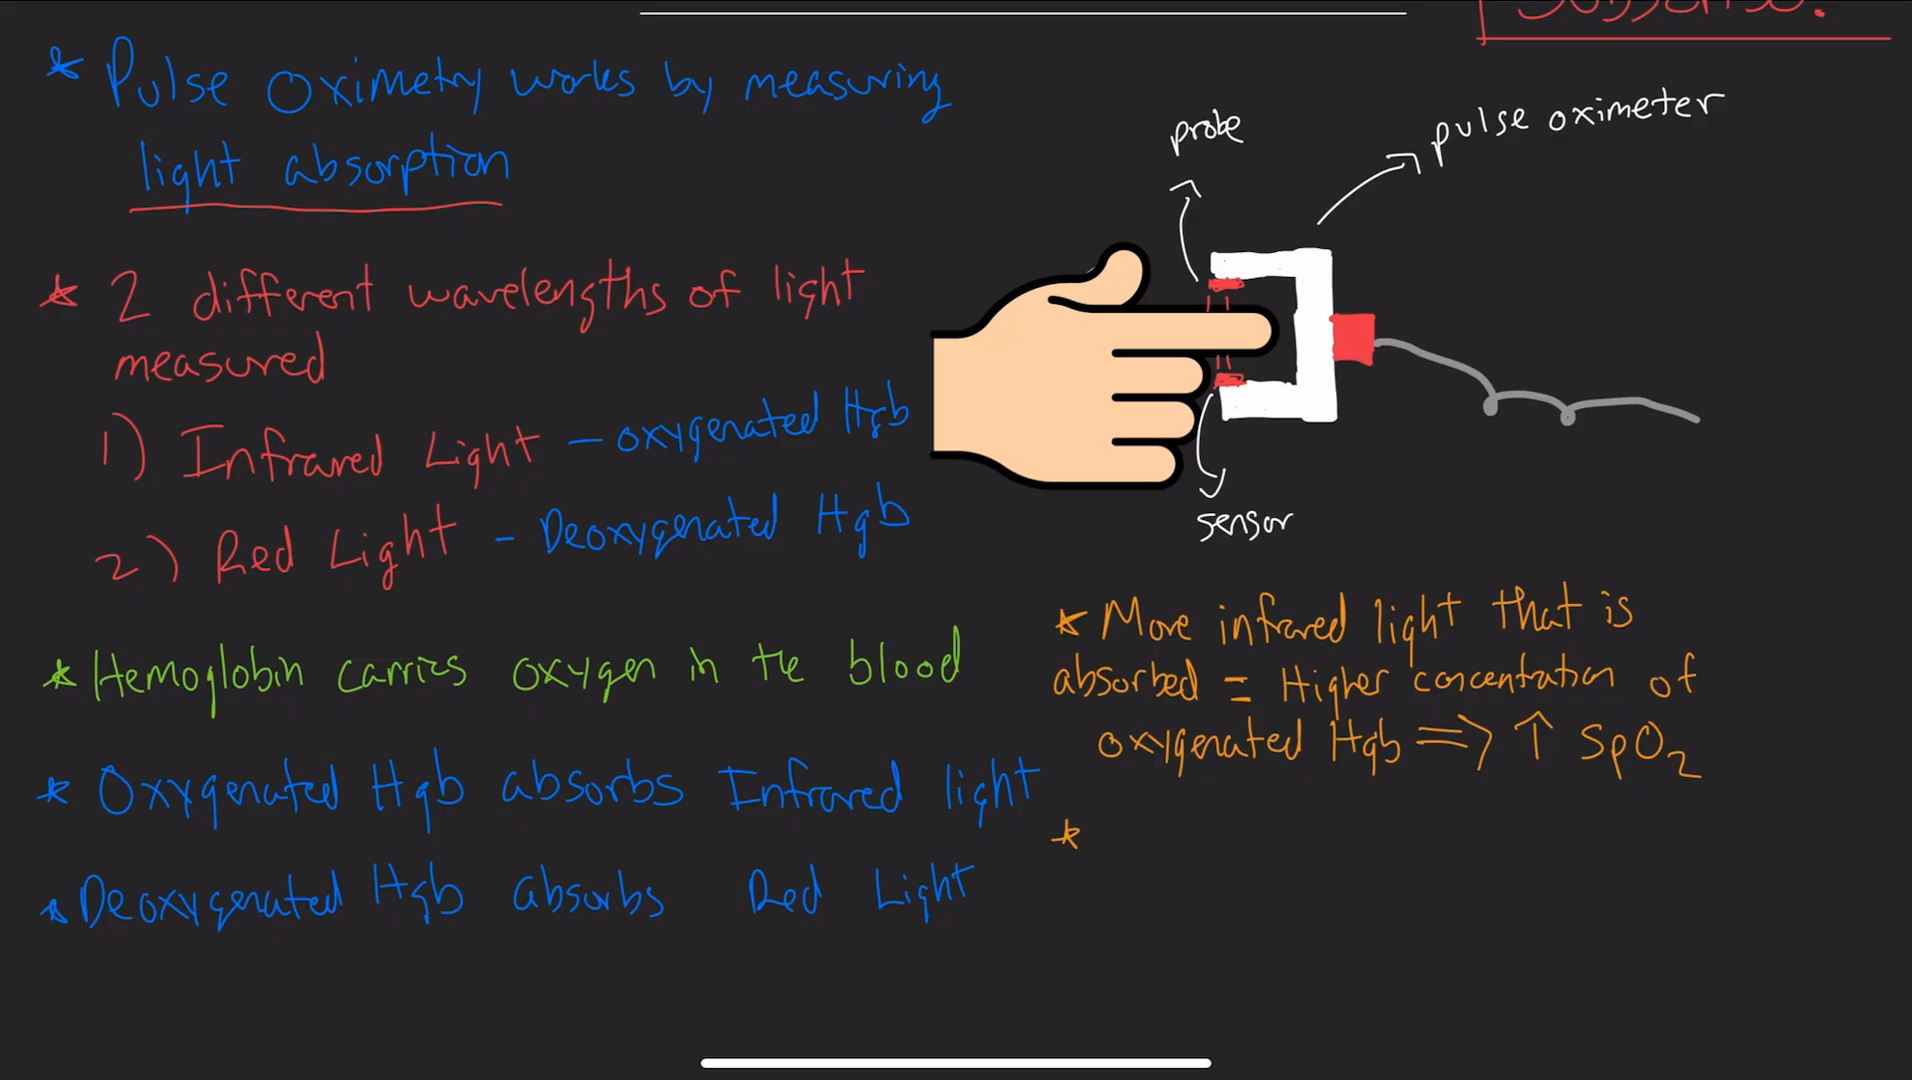 Subscribe!
* Pulse oximetry works by measuring
light absorption
* 2 different wavelengths of light
measured
1) Infrared Light - oxygenated Hgb
2) Red Light - Deoxygenated Hgb
* Hemoglobin carries oxygen in the blood
* Oxygenated Hgb absorbs Infrared light
* Deoxygenated Hgb absorbs Red Light
probe
pulse oximeter
sensor
* More infrared light that is
absorbed = Higher concentration of
oxygenated Hgb => ↑ SpO2
*